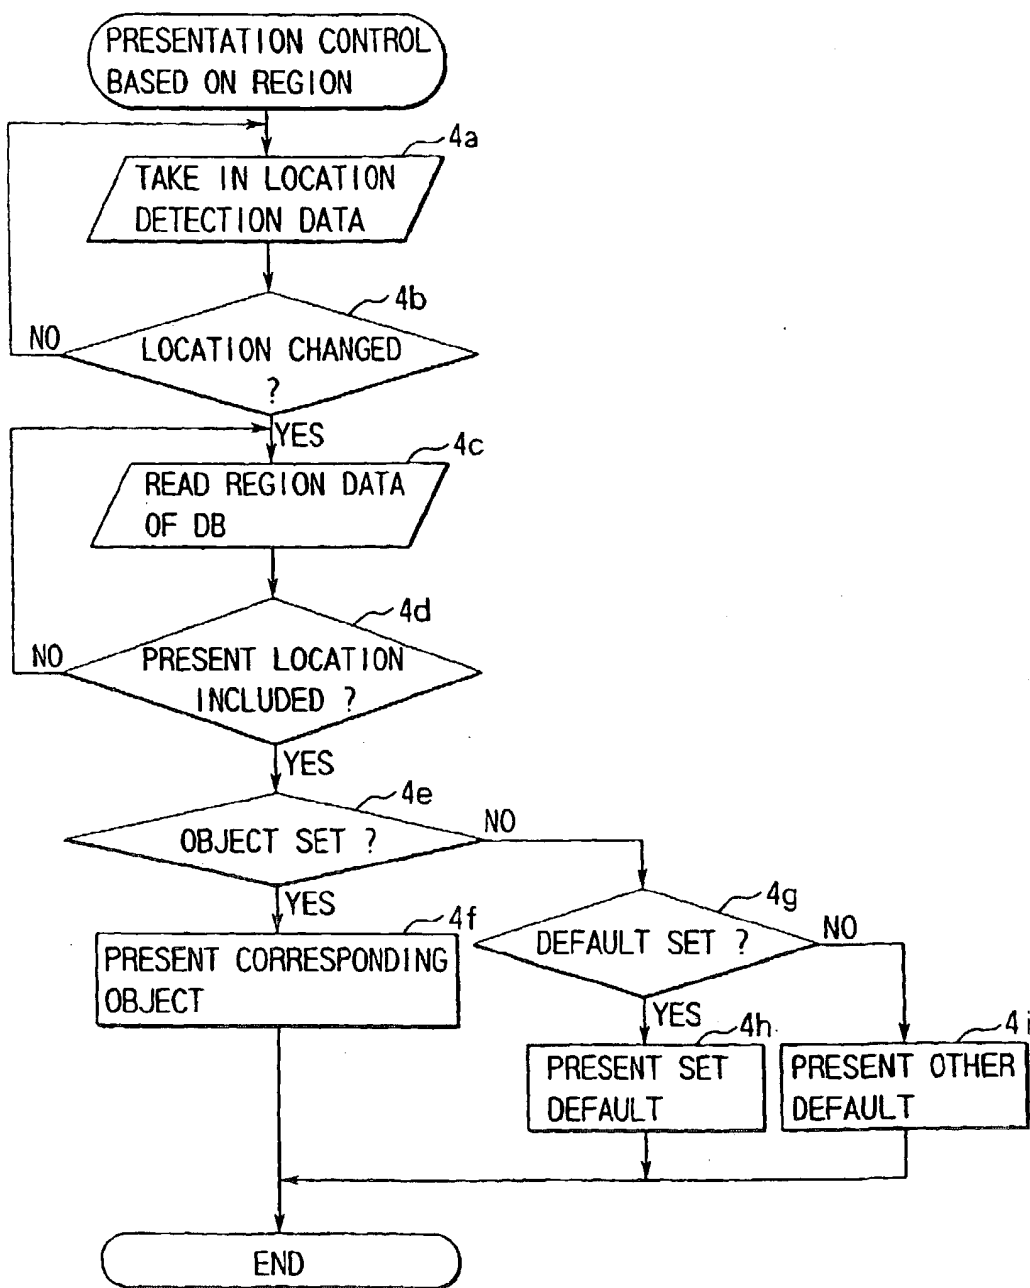 PRESENTATION CONTROL
BASED ON REGION
4a
TAKE IN LOCATION
DETECTION DATA
4b
NO
LOCATION CHANGED
?
YES
4c
READ REGION DATA
OF DB
4d
NO
PRESENT LOCATION
INCLUDED ?
YES
4e
OBJECT SET ?
NO
YES
4f
PRESENT CORRESPONDING
OBJECT
4g
DEFAULT SET ?
NO
YES
4h
PRESENT SET
DEFAULT
4i
PRESENT OTHER
DEFAULT
END